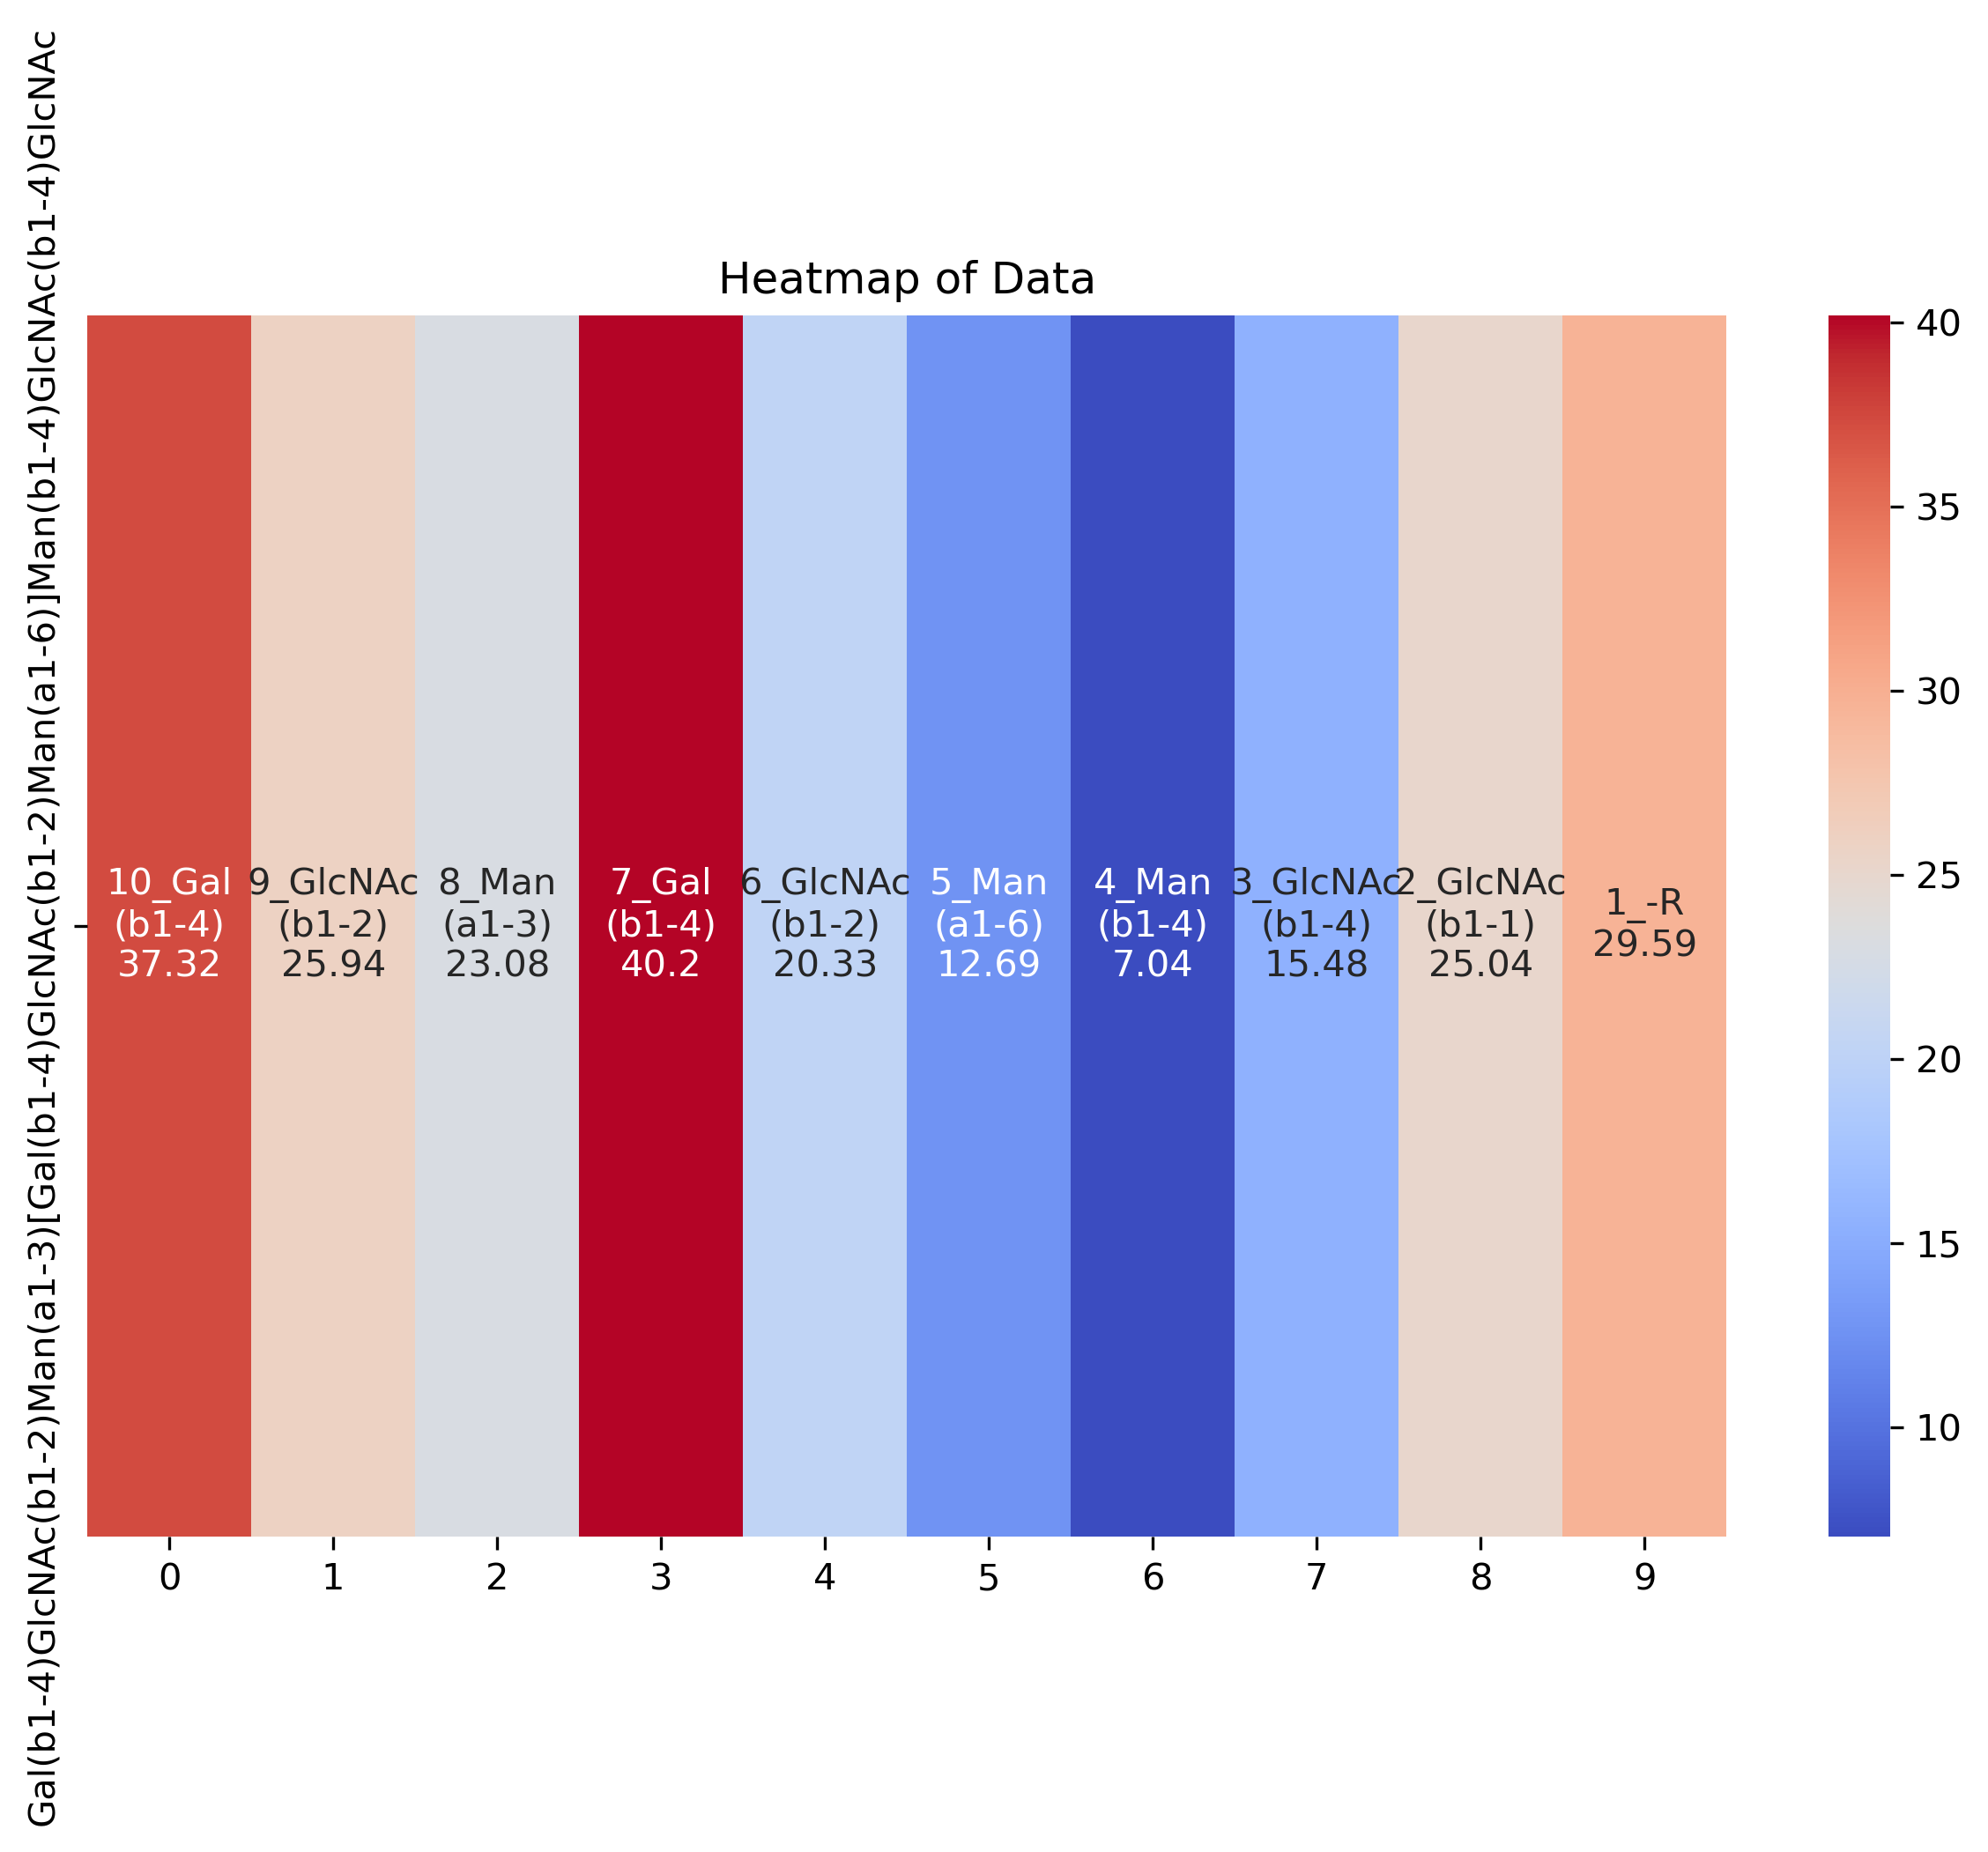 Heatmap of Data
Gal(b1-4)GlcNAc(b1-2)Man(a1-3)[Gal(b1-4)GlcNAc(b1-2)Man(a1-6)]Man(b1-4)GlcNAc(b1-4)GlcNAc
10_Gal
(b1-4)
37.32
9_GlcNAc
(b1-2)
25.94
8_Man
(a1-3)
23.08
7_Gal
(b1-4)
40.2
6_GlcNAc
(b1-2)
20.33
5_Man
(a1-6)
12.69
4_Man
(b1-4)
7.04
3_GlcNAc
(b1-4)
15.48
2_GlcNAc
(b1-1)
25.04
1_-R
29.59
0 1 2 3 4 5 6 7 8 9
40
35
30
25
20
15
10